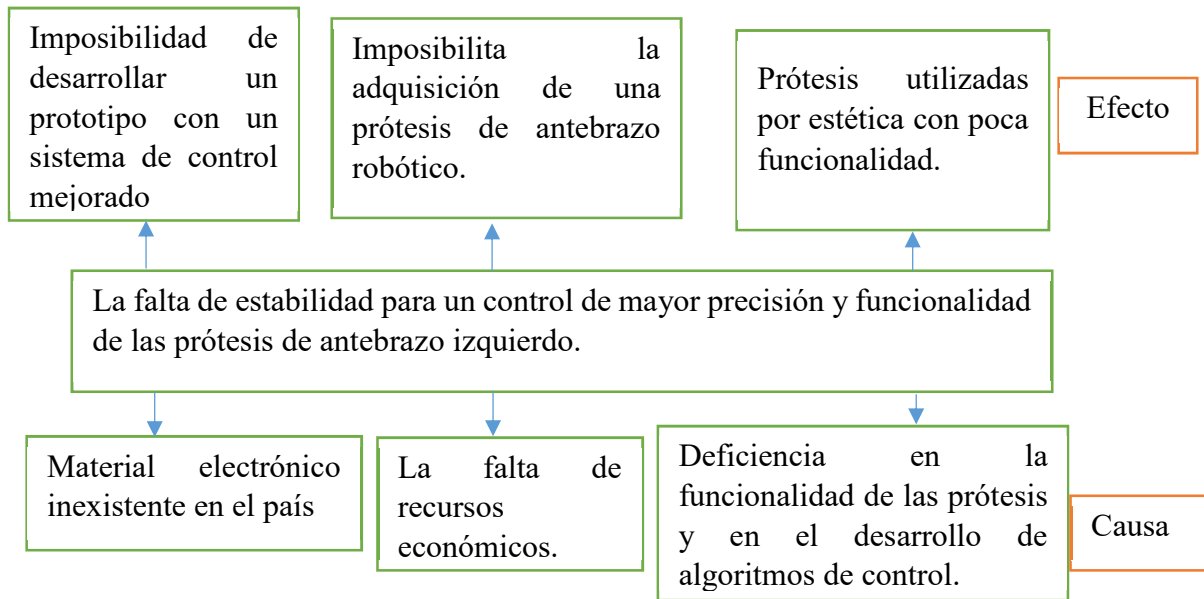 Imposibilidad de
desarrollar un
prototipo con un
sistema de control
mejorado
Imposibilita la
adquisición de una
prótesis de antebrazo
robótico.
Prótesis utilizadas
por estética con poca
funcionalidad.
Efecto
La falta de estabilidad para un control de mayor precisión y funcionalidad
de las prótesis de antebrazo izquierdo.
Material electrónico
inexistente en el país
La falta de
recursos
económicos.
Deficiencia en la
funcionalidad de las prótesis
y en el desarrollo de
algoritmos de control.
Causa